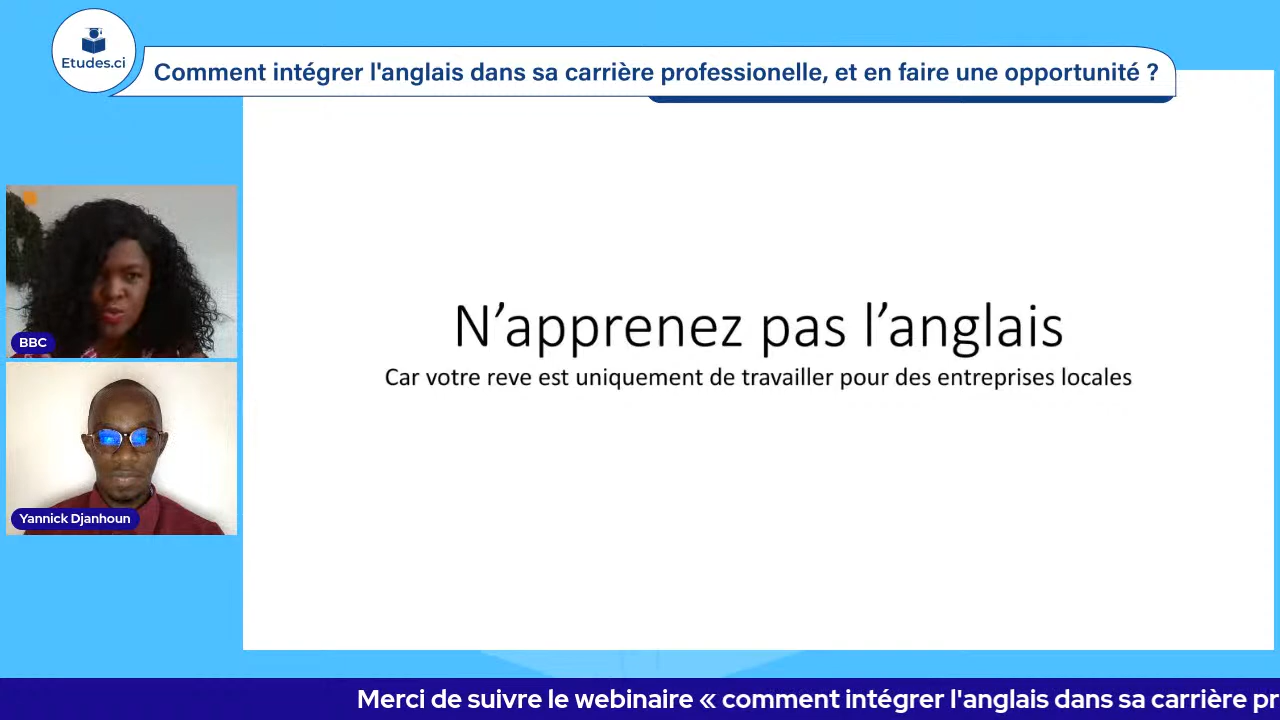 Etudes.ci
Comment intégrer l'anglais dans sa carrière professionelle, et en faire une opportunité ?
BBC
N’apprenez pas l’anglais
Car votre reve est uniquement de travailler pour des entreprises locales
Yannick Djanhoun
Merci de suivre le webinaire « comment intégrer l'anglais dans sa carrière pr